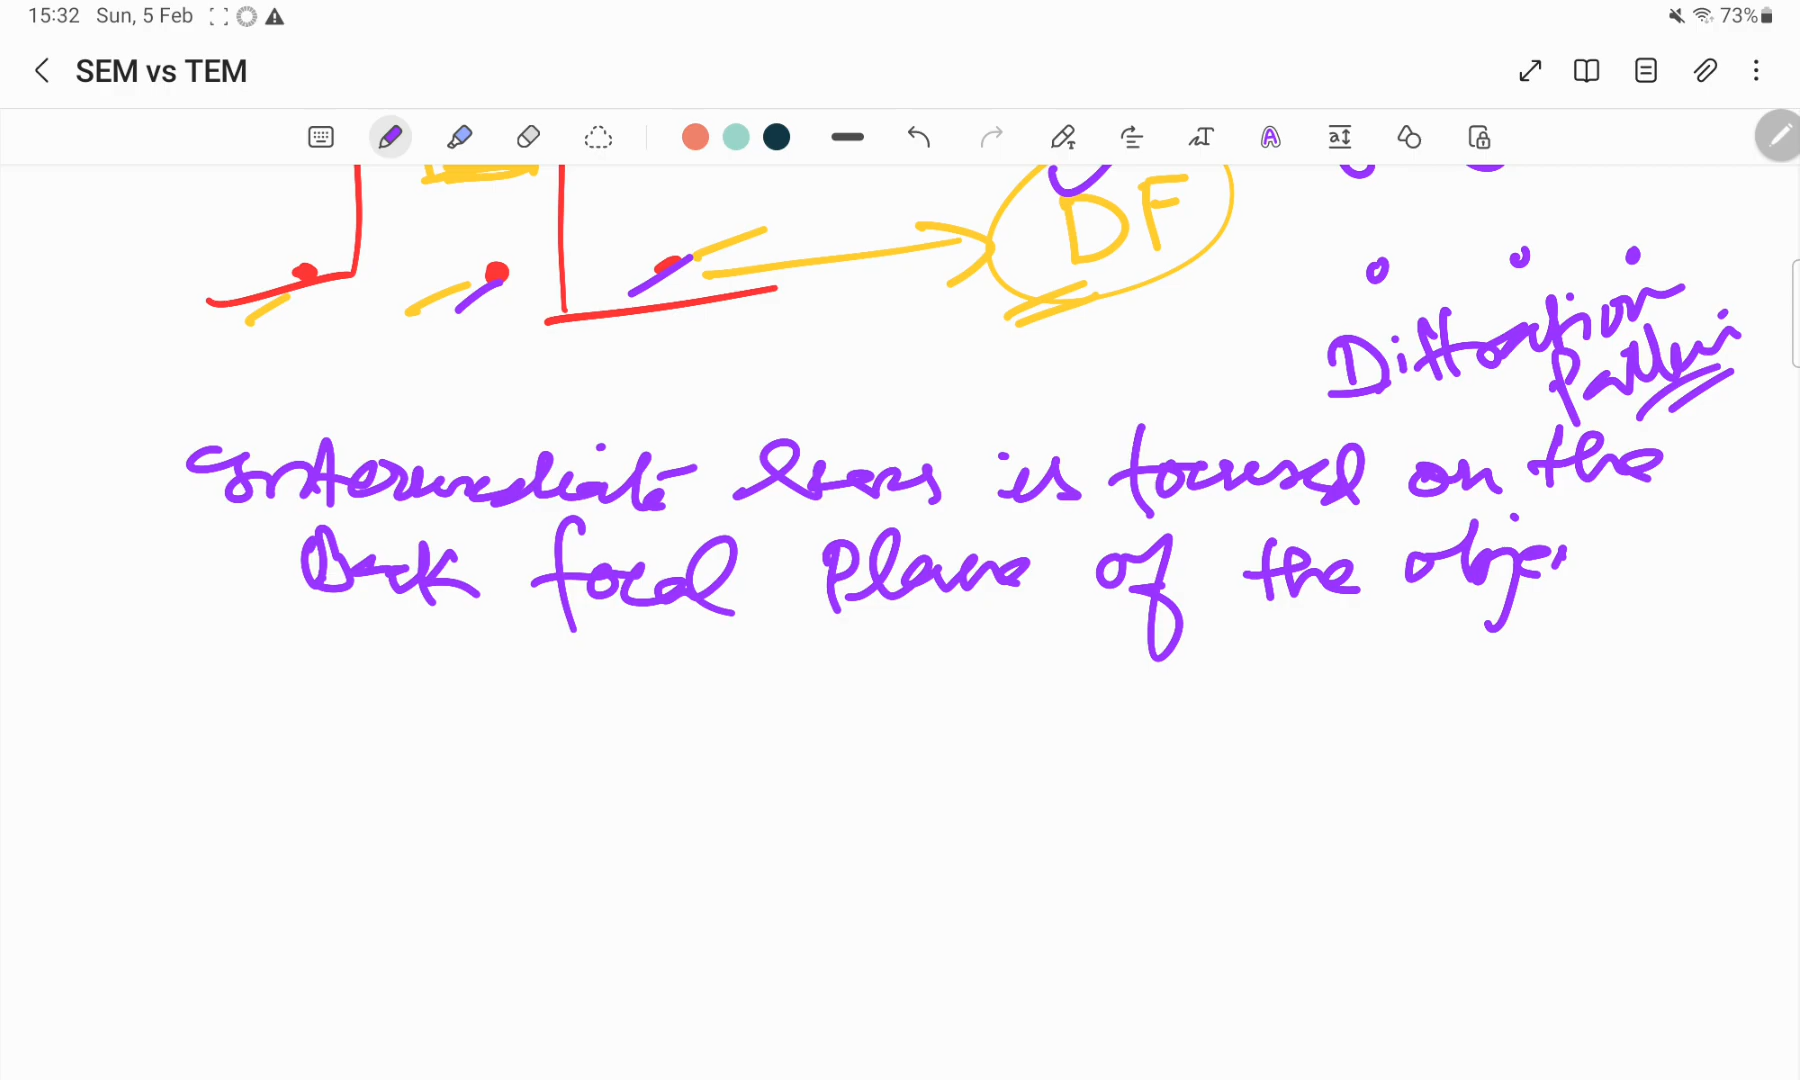 15:32 Sun, 5 Feb 73%
SEM vs TEM
DF
Diffraction
Pattern
Intermediate lens is focused on the
Back focal Plane of the obje